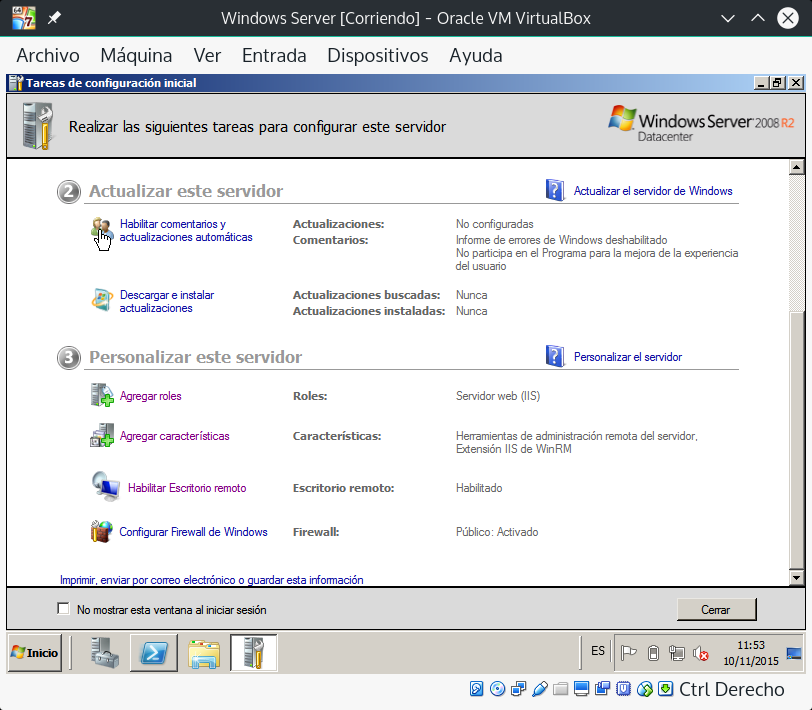 Windows Server [Corriendo] - Oracle VM VirtualBox
Archivo Máquina Ver Entrada Dispositivos Ayuda
Tareas de configuración inicial
Realizar las siguientes tareas para configurar este servidor
Windows Server 2008 R2
Datacenter
2 Actualizar este servidor
Actualizar el servidor de Windows
Habilitar comentarios y
actualizaciones automáticas
Actualizaciones: No configuradas
Comentarios: Informe de errores de Windows deshabilitado
No participa en el Programa para la mejora de la experiencia
del usuario
Descargar e instalar
actualizaciones
Actualizaciones buscadas: Nunca
Actualizaciones instaladas: Nunca
3 Personalizar este servidor
Personalizar el servidor
Agregar roles Roles: Servidor web (IIS)
Agregar características Características: Herramientas de administración remota del servidor,
Extensión IIS de WinRM
Habilitar Escritorio remoto Escritorio remoto: Habilitado
Configurar Firewall de Windows Firewall: Público: Activado
Imprimir, enviar por correo electrónico o guardar esta información
No mostrar esta ventana al iniciar sesión
Cerrar
Inicio
ES
11:53
10/11/2015
Ctrl Derecho